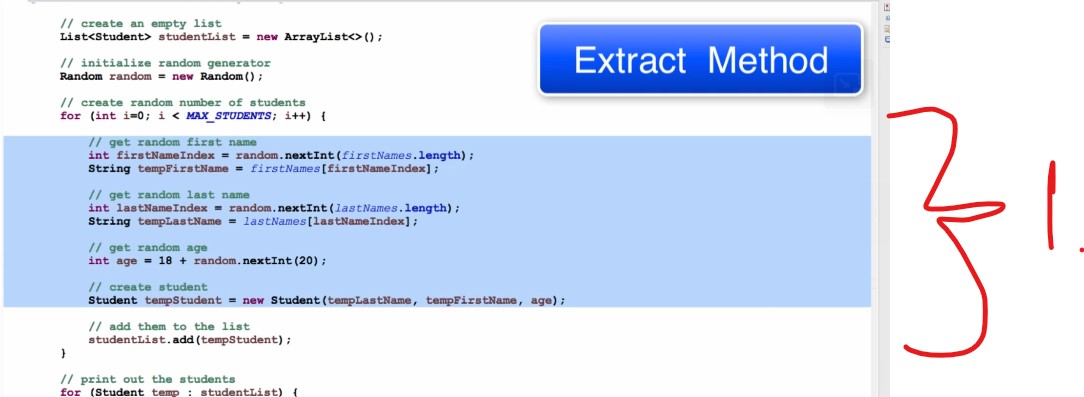 // create an empty list
List<Student> studentList = new ArrayList<>();
Extract Method
// initialize random generator
Random random = new Random();
// create random number of students
for (int i=0; i < MAX_STUDENTS; i++) {
// get random first name
int firstNameIndex = random.nextInt(firstNames.length);
String tempFirstName = firstNames[firstNameIndex];
// get random last name
int lastNameIndex = random.nextInt(lastNames.length);
String tempLastName = lastNames[lastNameIndex];
// get random age
int age = 18 + random.nextInt(20);
// create student
Student tempStudent = new Student(tempLastName, tempFirstName, age);
// add them to the list
studentList.add(tempStudent);
}
// print out the students
for (Student temp : studentList) {
1.